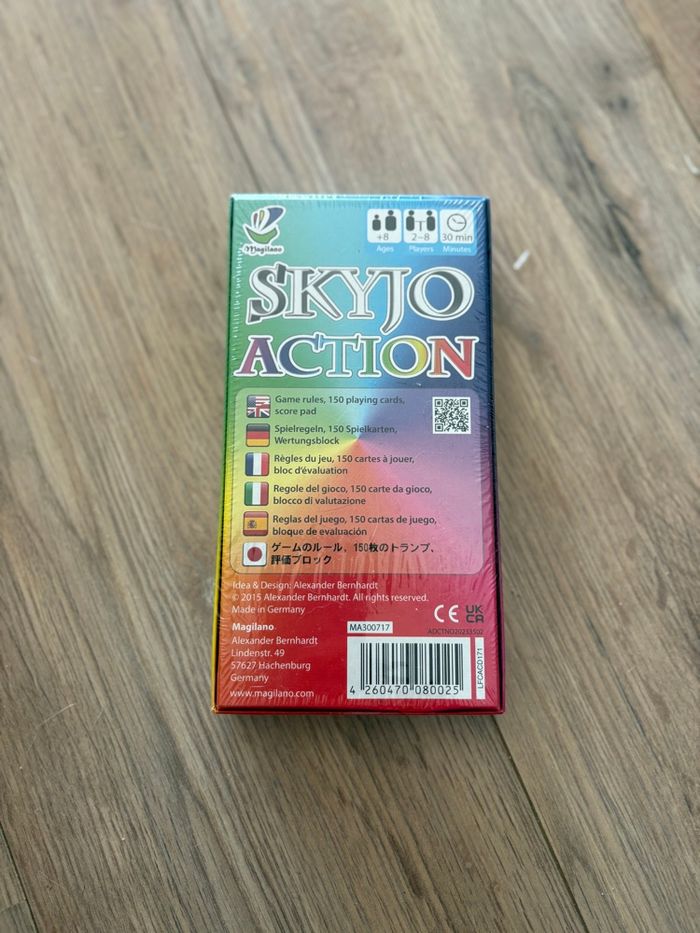 Magilano
+8
Ages
2–8
Players
30 min
Minutes
SKYJO
ACTION
Game rules, 150 playing cards,
score pad
Spielregeln, 150 Spielkarten,
Wertungsblock
Règles du jeu, 150 cartes à jouer,
bloc d'évaluation
Regole del gioco, 150 carte da gioco,
blocco di valutazione
Reglas del juego, 150 cartas de juego,
bloque de evaluación
ゲームのルール、150枚のトランプ、
評価ブロック
Idea & Design: Alexander Bernhardt
© 2015 Alexander Bernhardt. All rights reserved.
Made in Germany
Magilano
Alexander Bernhardt
Lindenstr. 49
57627 Hachenburg
Germany
www.magilano.com
CE
UK
CA
ADCTNO20233502
MA300717
4 260470 080025
LFCACD171